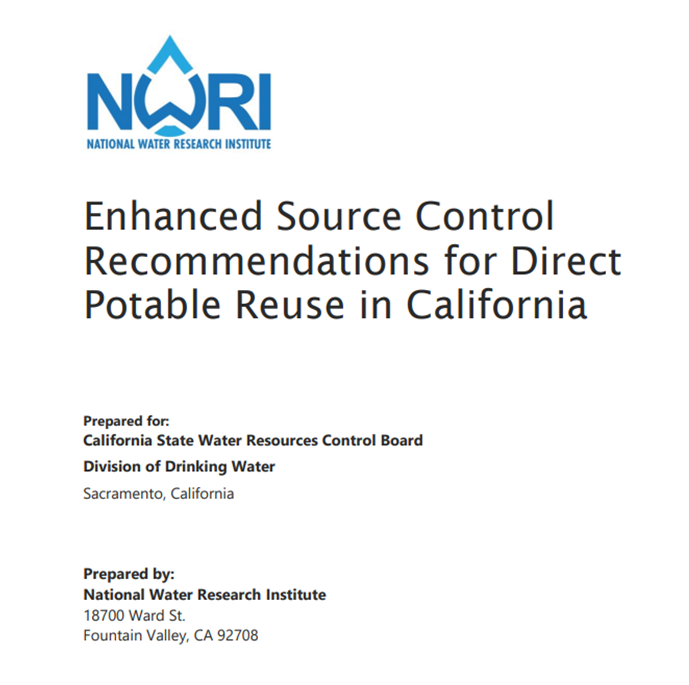 NWRI
NATIONAL WATER RESEARCH INSTITUTE
Enhanced Source Control
Recommendations for Direct
Potable Reuse in California
Prepared for:
California State Water Resources Control Board
Division of Drinking Water
Sacramento, California
Prepared by:
National Water Research Institute
18700 Ward St.
Fountain Valley, CA 92708